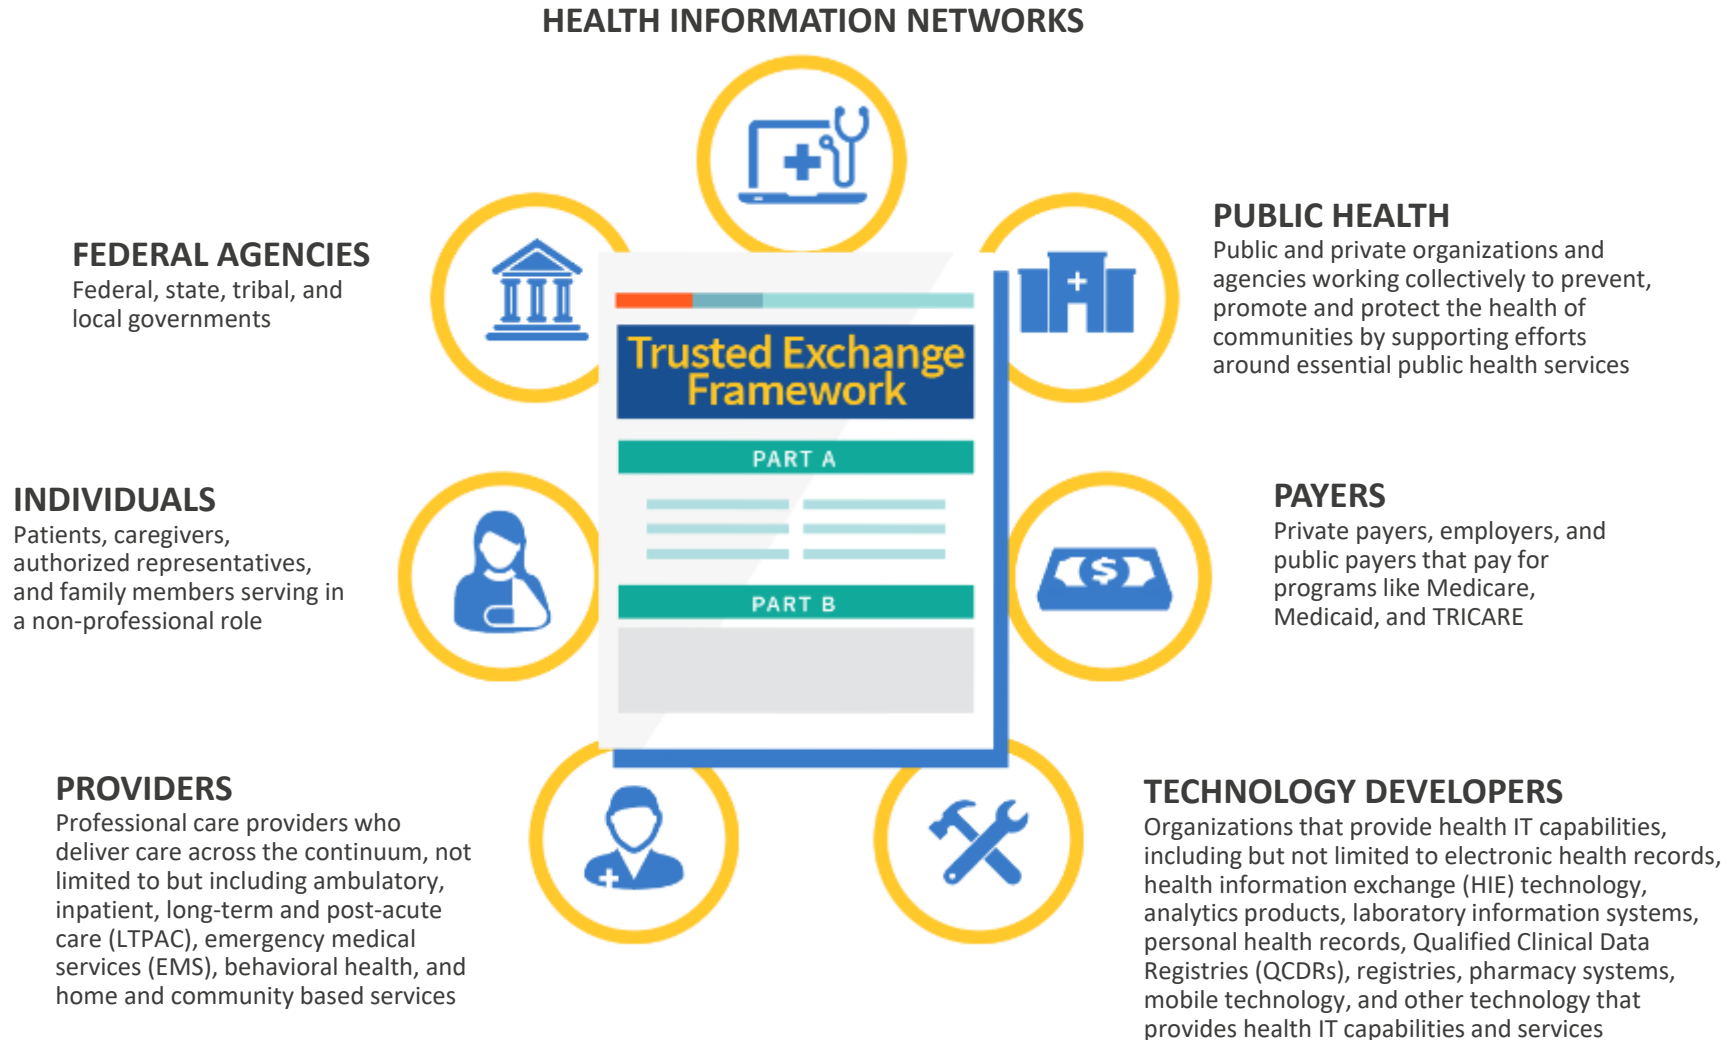 HEALTH INFORMATION NETWORKS
FEDERAL AGENCIES
Federal, state, tribal, and
local governments
PUBLIC HEALTH
Public and private organizations and
agencies working collectively to prevent,
promote and protect the health of
communities by supporting efforts
around essential public health services
Trusted Exchange
Framework
PART A
PART B
INDIVIDUALS
Patients, caregivers,
authorized representatives,
and family members serving in
a non-professional role
PAYERS
Private payers, employers, and
public payers that pay for
programs like Medicare,
Medicaid, and TRICARE
$
PROVIDERS
Professional care providers who
deliver care across the continuum, not
limited to but including ambulatory,
inpatient, long-term and post-acute
care (LTPAC), emergency medical
services (EMS), behavioral health, and
home and community based services
TECHNOLOGY DEVELOPERS
Organizations that provide health IT capabilities,
including but not limited to electronic health records,
health information exchange (HIE) technology,
analytics products, laboratory information systems,
personal health records, Qualified Clinical Data
Registries (QCDRs), registries, pharmacy systems,
mobile technology, and other technology that
provides health IT capabilities and services